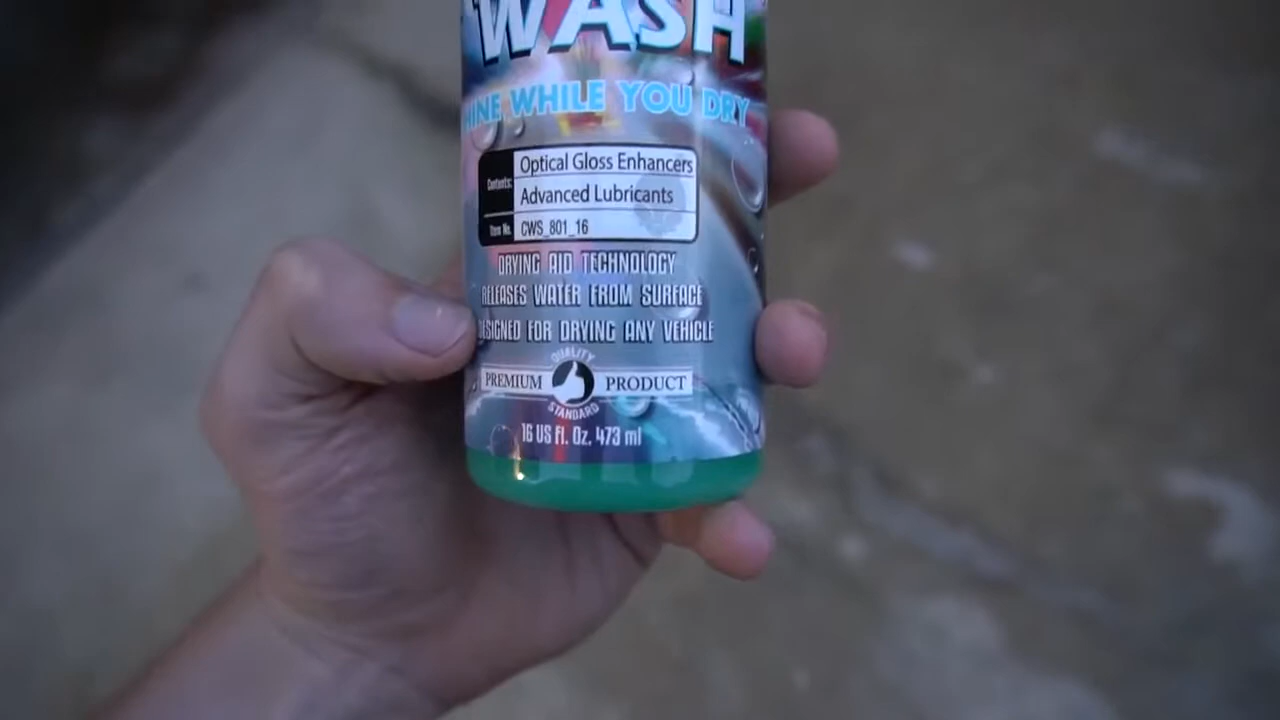 WASH
HINE WHILE YOU DRY
Contents:
Optical Gloss Enhancers
Advanced Lubricants
Item No.
CWS_801_16
DRYING AID TECHNOLOGY
RELEASES WATER FROM SURFACE
DESIGNED FOR DRYING ANY VEHICLE
QUALITY
PREMIUM PRODUCT
STANDARD
16 US fl. Oz. 473 ml